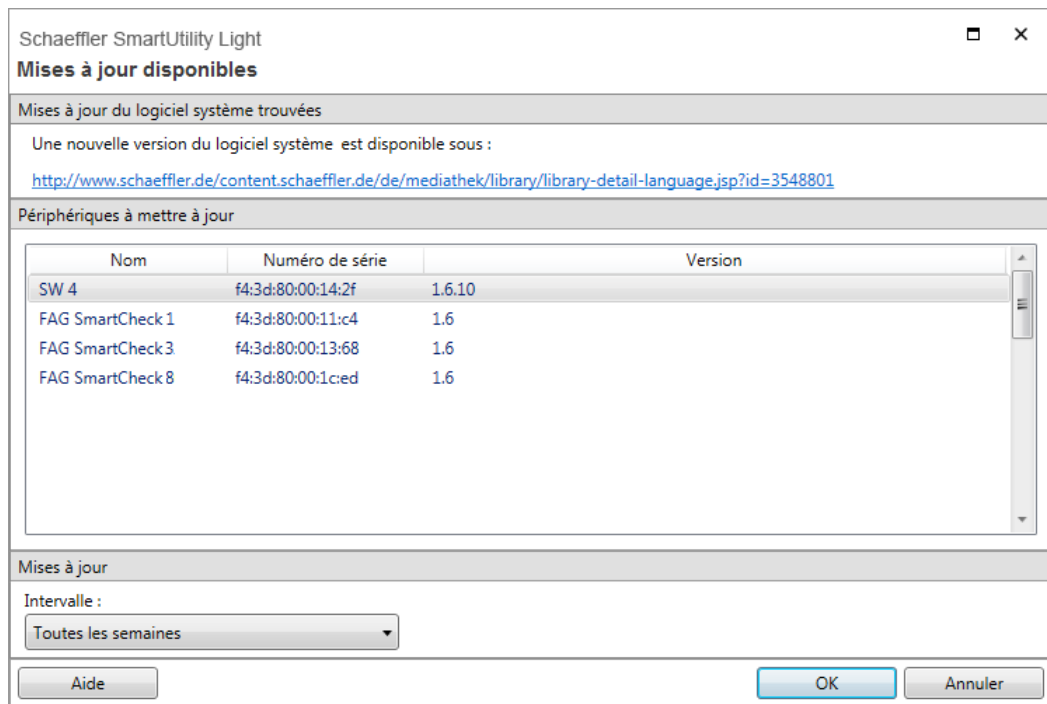 Schaeffler SmartUtility Light
Mises à jour disponibles
Mises à jour du logiciel système trouvées
Une nouvelle version du logiciel système est disponible sous :
http://www.schaeffler.de/content.schaeffler.de/de/mediathek/library/library-detail-language.jsp?id=3548801
Périphériques à mettre à jour
Nom Numéro de série Version
SW 4 f4:3d:80:00:14:2f 1.6.10
FAG SmartCheck 1 f4:3d:80:00:11:c4 1.6
FAG SmartCheck 3 f4:3d:80:00:13:68 1.6
FAG SmartCheck 8 f4:3d:80:00:1c:ed 1.6
Mises à jour
Intervalle :
Toutes les semaines
Aide OK Annuler